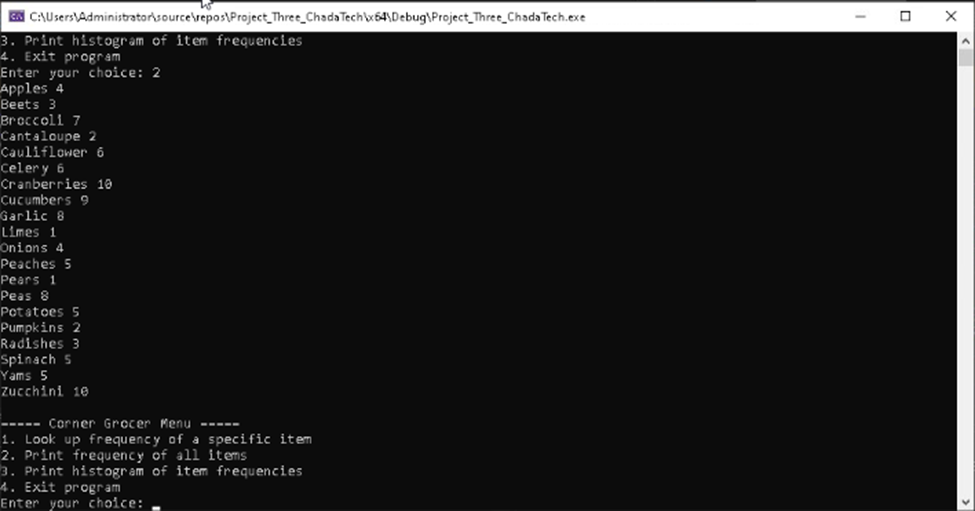 C:\Users\Administrator\source\repos\Project_Three_ChadaTech\x64\Debug\Project_Three_ChadaTech.exe
3. Print histogram of item frequencies
4. Exit program
Enter your choice: 2
Apples 4
Beets 3
Broccoli 7
Cantaloupe 2
Cauliflower 6
Celery 6
Cranberries 10
Cucumbers 9
Garlic 8
Limes 1
Onions 4
Peaches 5
Pears 1
Peas 8
Potatoes 5
Pumpkins 2
Radishes 3
Spinach 5
Yams 5
Zucchini 10
----- Corner Grocer Menu -----
1. Look up frequency of a specific item
2. Print frequency of all items
3. Print histogram of item frequencies
4. Exit program
Enter your choice: _